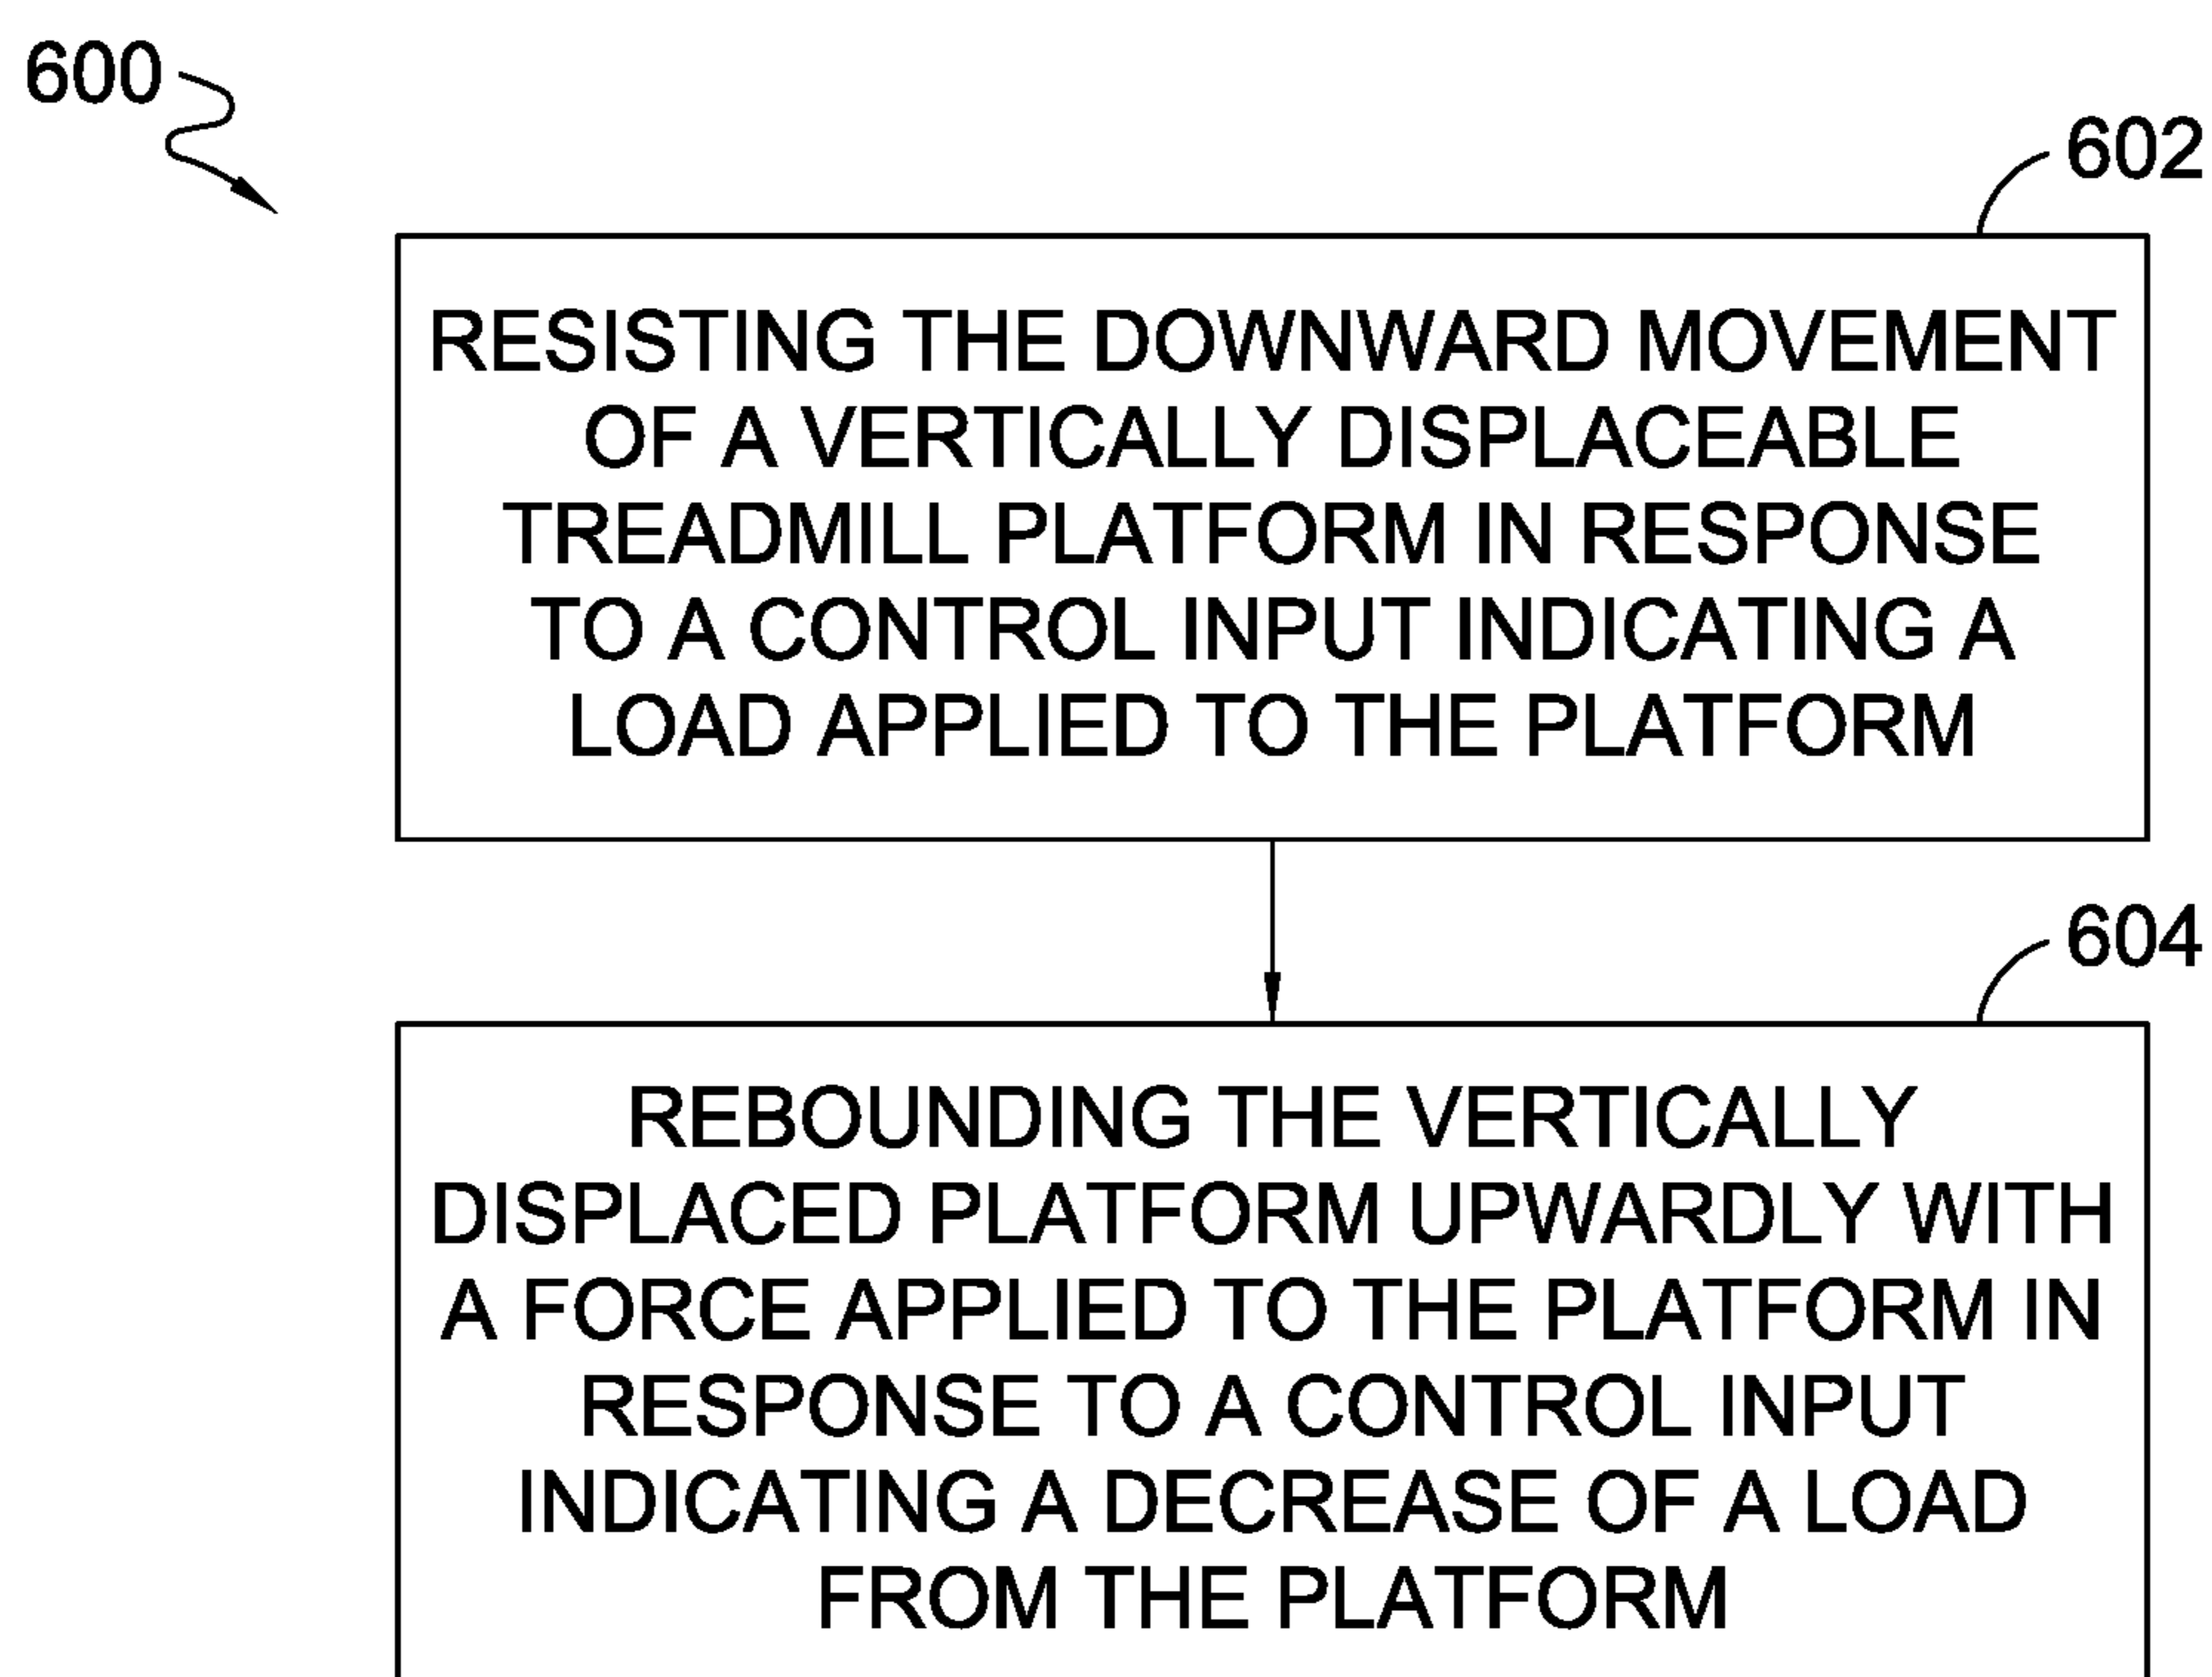 600
602
RESISTING THE DOWNWARD MOVEMENT
OF A VERTICALLY DISPLACEABLE
TREADMILL PLATFORM IN RESPONSE
TO A CONTROL INPUT INDICATING A
LOAD APPLIED TO THE PLATFORM
604
REBOUNDING THE VERTICALLY
DISPLACED PLATFORM UPWARDLY WITH
A FORCE APPLIED TO THE PLATFORM IN
RESPONSE TO A CONTROL INPUT
INDICATING A DECREASE OF A LOAD
FROM THE PLATFORM